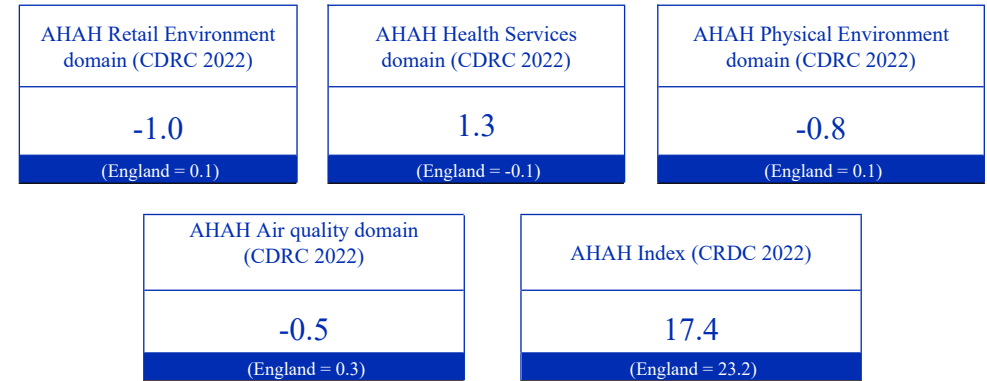 AHAH Retail Environment
domain (CDRC 2022)
-1.0
(England = 0.1)
AHAH Health Services
domain (CDRC 2022)
1.3
(England = -0.1)
AHAH Physical Environment
domain (CDRC 2022)
-0.8
(England = 0.1)
AHAH Air quality domain
(CDRC 2022)
-0.5
(England = 0.3)
AHAH Index (CRDC 2022)
17.4
(England = 23.2)